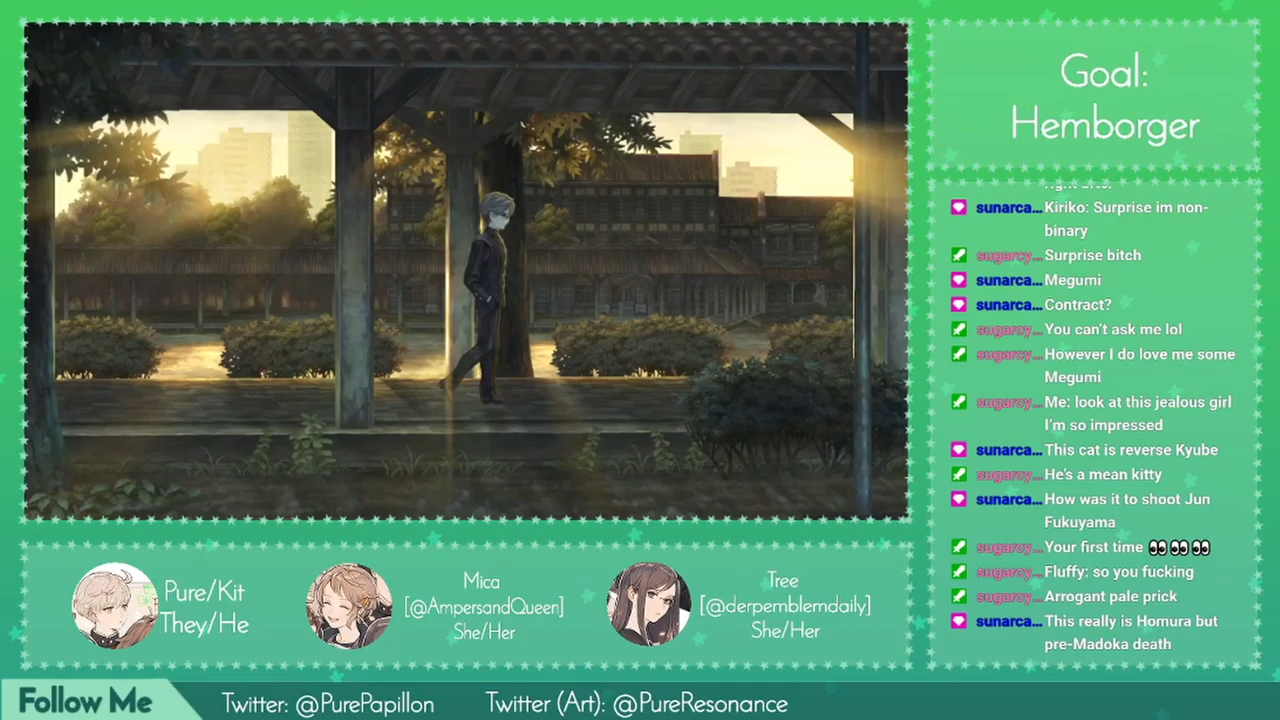 Goal:
Hemborger
sunarca... Kiriko: Surprise im non-
binary
sugarcy... Surprise bitch
sunarca... Megumi
sunarca... Contract?
sugarcy... You can't ask me lol
sugarcy... However I do love me some
Megumi
sugarcy... Me: look at this jealous girl
I'm so impressed
sunarca... This cat is reverse Kyube
sugarcy... He's a mean kitty
sunarca... How was it to shoot Jun
Fukuyama
sugarcy... Your first time 👀👀👀
sugarcy... Fluffy: so you fucking
sugarcy... Arrogant pale prick
sunarca... This really is Homura but
pre-Madoka death
Pure/Kit
They/He
Mica
[@AmpersandQueen]
She/Her
Tree
[@derpemblemdaily]
She/Her
Follow Me
Twitter: @PurePapillon
Twitter (Art): @PureResonance